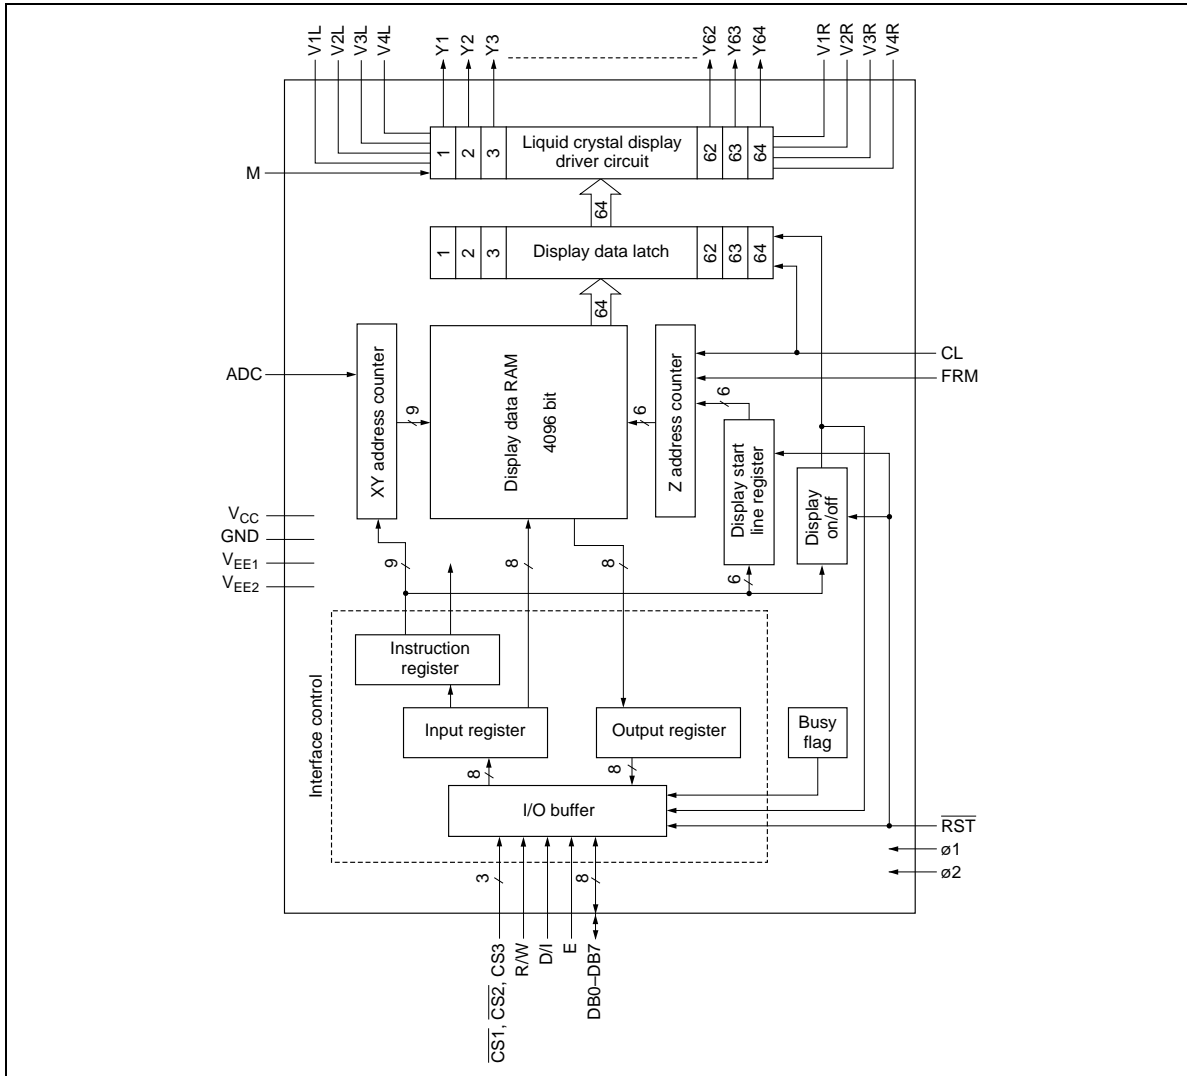 V1L
V2L
V3L
V4L
Y1
Y2
Y3
Y62
Y63
Y64
V1R
V2R
V3R
V4R
M
1
2
3
Liquid crystal display
driver circuit
62
63
64
64
1
2
3
Display data latch
62
63
64
64
ADC
XY address counter
9
Display data RAM
4096 bit
6
Z address counter
6
CL
FRM
Display start
line register
Display
on/off
VCC
GND
VEE1
VEE2
9
8
8
6
Interface control
Instruction
register
Input register
Output register
Busy
flag
8
8
I/O buffer
RST
ø1
ø2
3
8
CS1, CS2, CS3
R/W
D/I
E
DB0–DB7